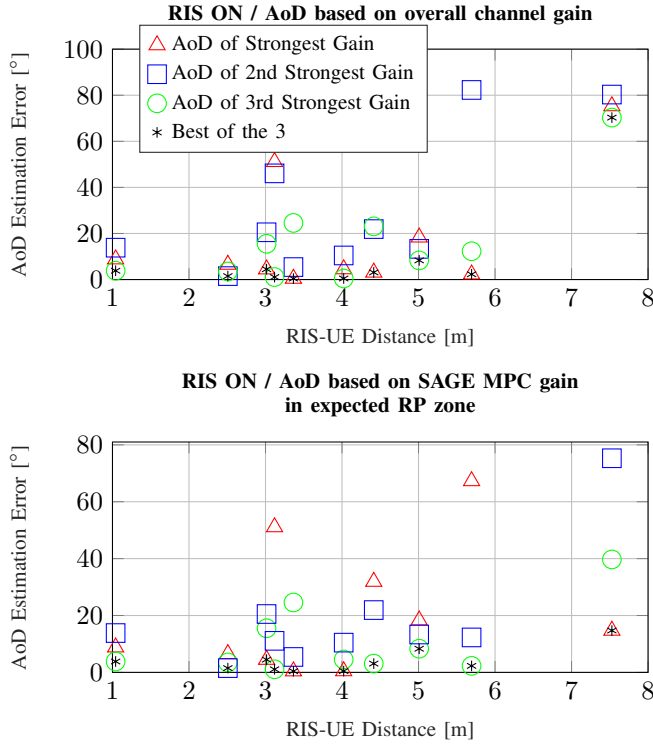 RIS ON / AoD based on overall channel gain
AoD of Strongest Gain
AoD of 2nd Strongest Gain
AoD of 3rd Strongest Gain
Best of the 3
AoD Estimation Error [°]
100
80
60
40
20
0
1 2 3 4 5 6 7 8
RIS-UE Distance [m]
RIS ON / AoD based on SAGE MPC gain
in expected RP zone
AoD Estimation Error [°]
80
60
40
20
0
1 2 3 4 5 6 7 8
RIS-UE Distance [m]